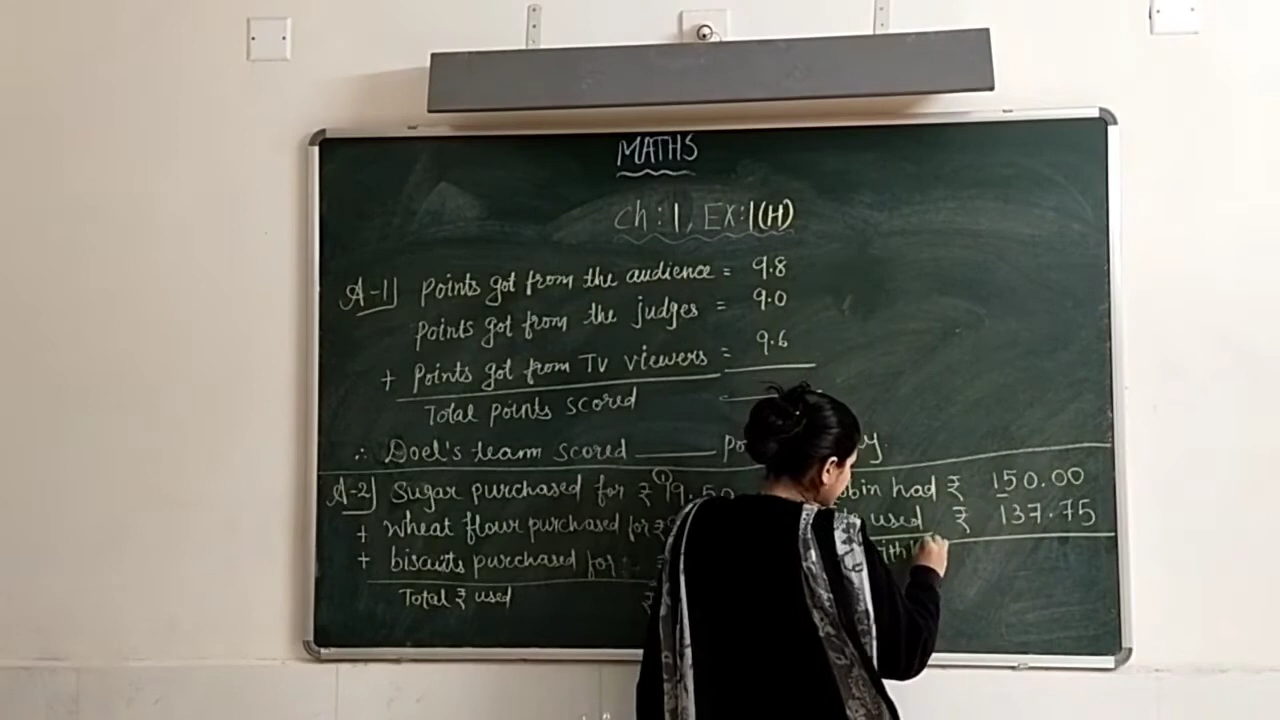 MATHS
Ch : 1, EX:1(H)
A-1] Points got from the audience = 9.8
Points got from the judges = 9.0
+ Points got from TV viewers = 9.6
Total points scored
∴ Doel's team scored
A-2] Sugar purchased for ₹ 79.50
+ wheat flour purchased for ₹
+ biscuits purchased for
Total ₹ used ₹
had ₹ 150.00
used ₹ 137.75